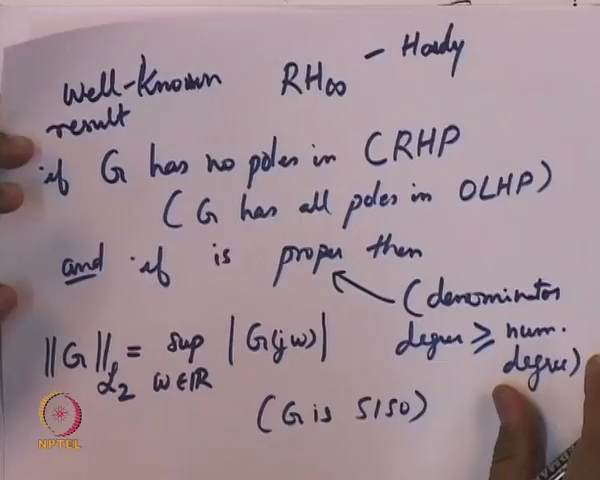 Well-known RH∞ - Hardy
result
if G has no poles in CRHP
(G has all poles in OLHP)
and if is proper then
(denominator
degree ≥ num.
degree)
||G||ℒ2 = sup |G(jω)|
ω∈ℝ
(G is SISO)
NPTEL